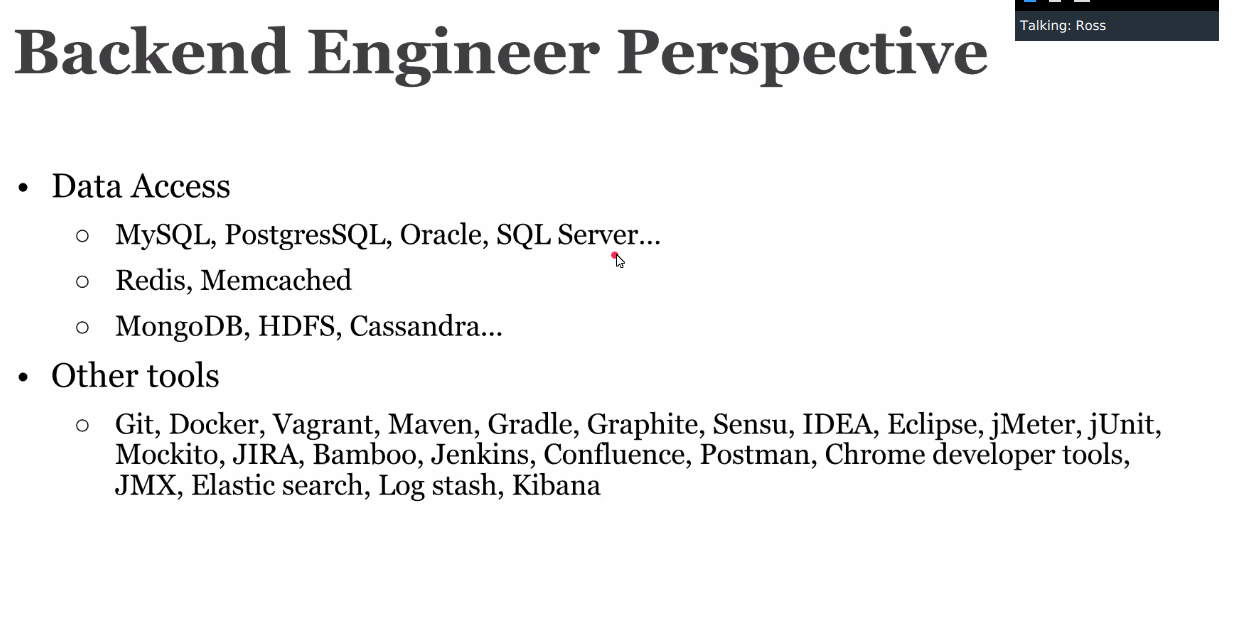 Talking: Ross
Backend Engineer Perspective
• Data Access
○ MySQL, PostgresSQL, Oracle, SQL Server...
○ Redis, Memcached
○ MongoDB, HDFS, Cassandra...
• Other tools
○ Git, Docker, Vagrant, Maven, Gradle, Graphite, Sensu, IDEA, Eclipse, jMeter, jUnit,
Mockito, JIRA, Bamboo, Jenkins, Confluence, Postman, Chrome developer tools,
JMX, Elastic search, Log stash, Kibana